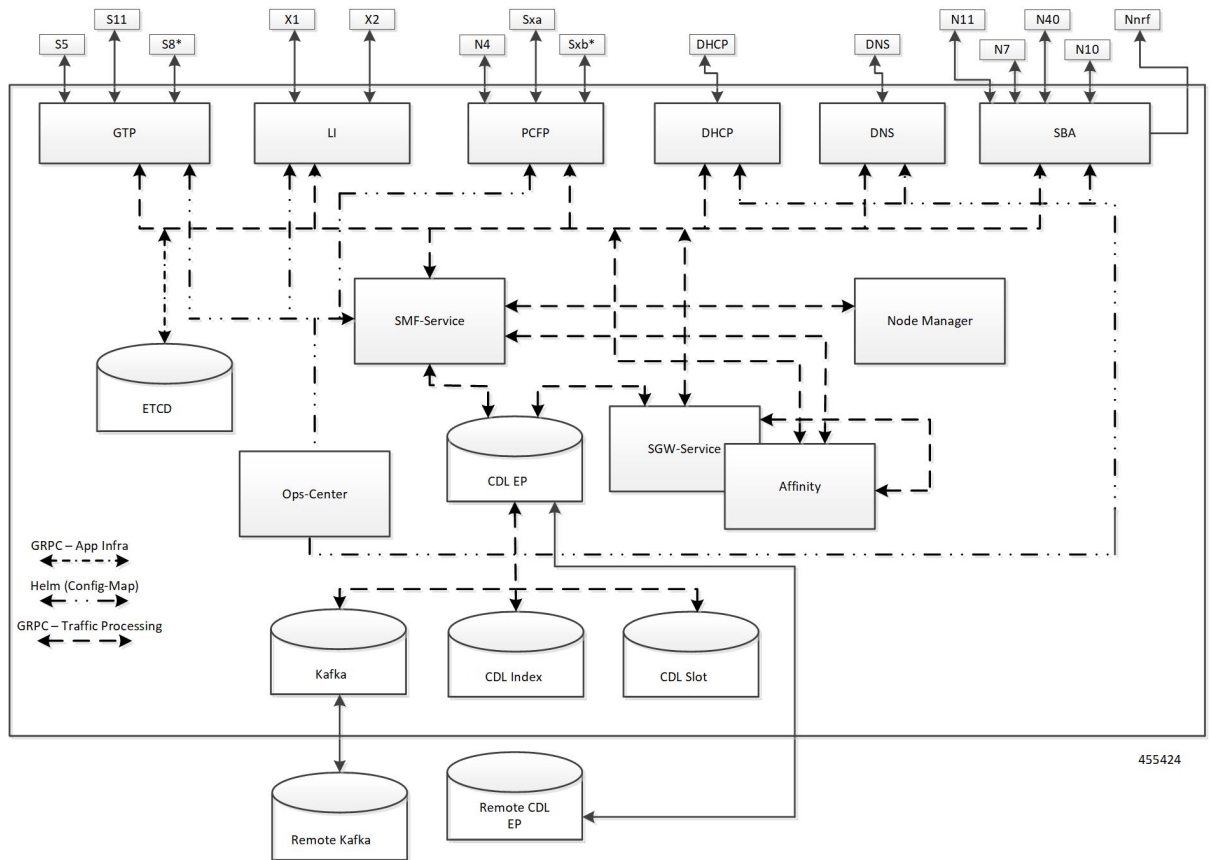 S11
X1
X2
Sxa
N11
N40
Nnrf
S5
S8*
N4
Sxb*
DHCP
DNS
N7
N10
GTP
LI
PCFP
DHCP
DNS
SBA
SMF-Service
Node Manager
ETCD
SGW-Service
CDL EP
Affinity
Ops-Center
GRPC – App Infra
Helm (Config-Map)
GRPC – Traffic Processing
Kafka
CDL Index
CDL Slot
455424
Remote CDL
EP
Remote Kafka